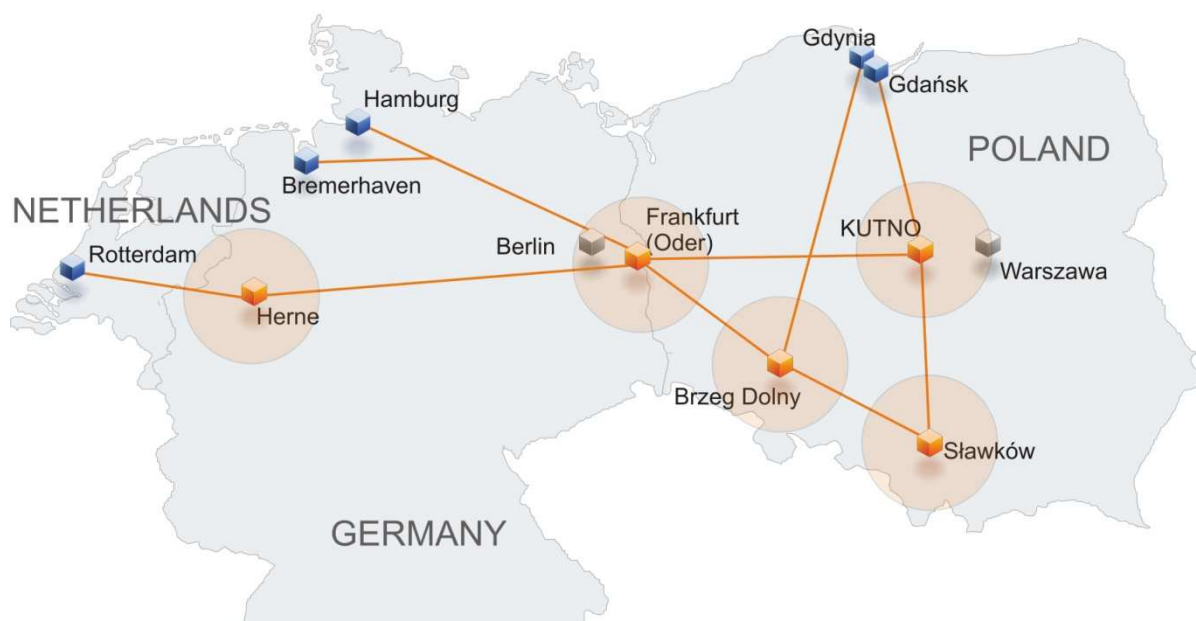 Gdynia
Gdańsk
Hamburg
Bremerhaven
POLAND
NETHERLANDS
Rotterdam
Herne
Berlin
Frankfurt
(Oder)
KUTNO
Warszawa
Brzeg Dolny
Sławków
GERMANY